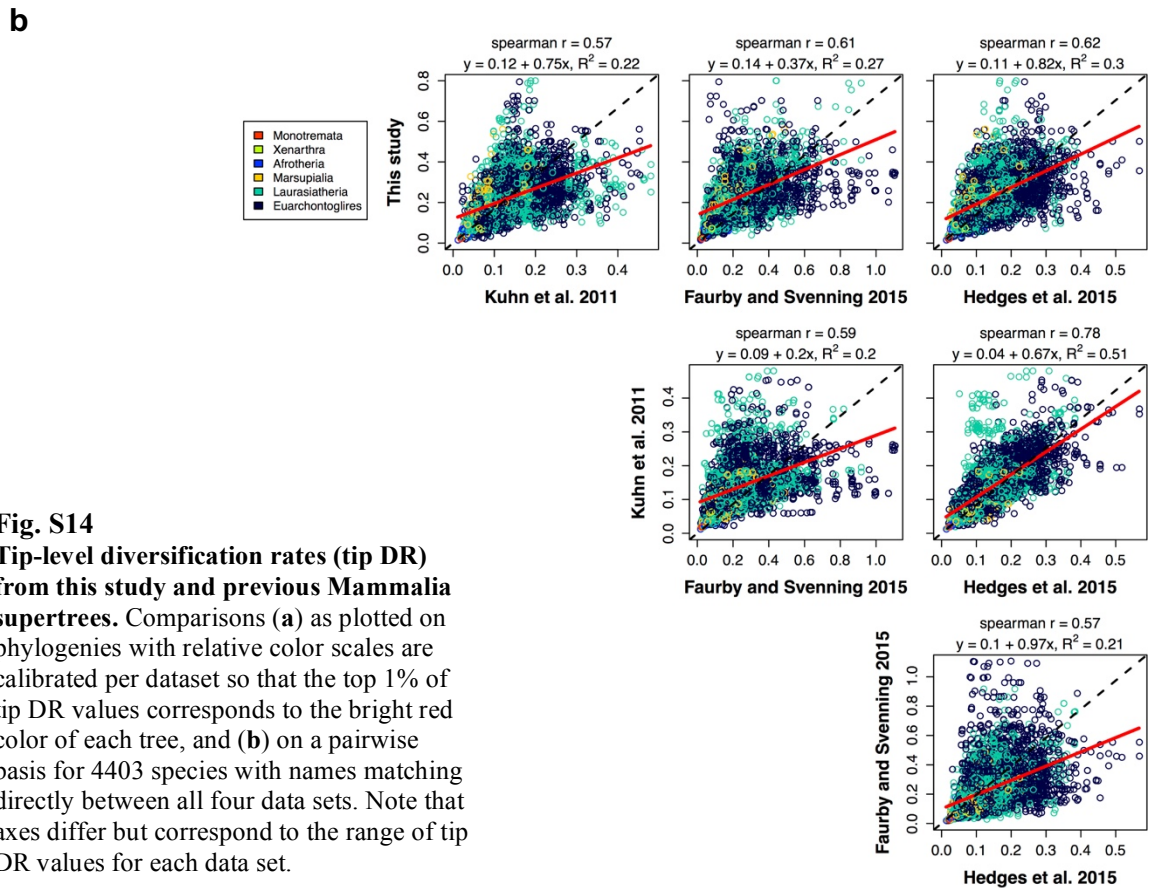 b
spearman r = 0.57
y = 0.12 + 0.75x, R² = 0.22
spearman r = 0.61
y = 0.14 + 0.37x, R² = 0.27
spearman r = 0.62
y = 0.11 + 0.82x, R² = 0.3
Monotremata
Xenarthra
Afrotheria
Marsupialia
Laurasiatheria
Euarchontoglires
This study
0.0 0.2 0.4 0.6 0.8
0.0 0.1 0.2 0.3 0.4
Kuhn et al. 2011
0.0 0.2 0.4 0.6 0.8 1.0
Faurby and Svenning 2015
0.0 0.1 0.2 0.3 0.4 0.5
Hedges et al. 2015
spearman r = 0.59
y = 0.09 + 0.2x, R² = 0.2
spearman r = 0.78
y = 0.04 + 0.67x, R² = 0.51
Kuhn et al. 2011
0.0 0.1 0.2 0.3 0.4
0.0 0.2 0.4 0.6 0.8 1.0
Faurby and Svenning 2015
0.0 0.1 0.2 0.3 0.4 0.5
Hedges et al. 2015
spearman r = 0.57
y = 0.1 + 0.97x, R² = 0.21
Faurby and Svenning 2015
0.0 0.2 0.4 0.6 0.8 1.0
0.0 0.1 0.2 0.3 0.4 0.5
Hedges et al. 2015
Fig. S14
Tip-level diversification rates (tip DR)
from this study and previous Mammalia
supertrees. Comparisons (a) as plotted on
phylogenies with relative color scales are
calibrated per dataset so that the top 1% of
tip DR values corresponds to the bright red
color of each tree, and (b) on a pairwise
basis for 4403 species with names matching
directly between all four data sets. Note that
axes differ but correspond to the range of tip
DR values for each data set.